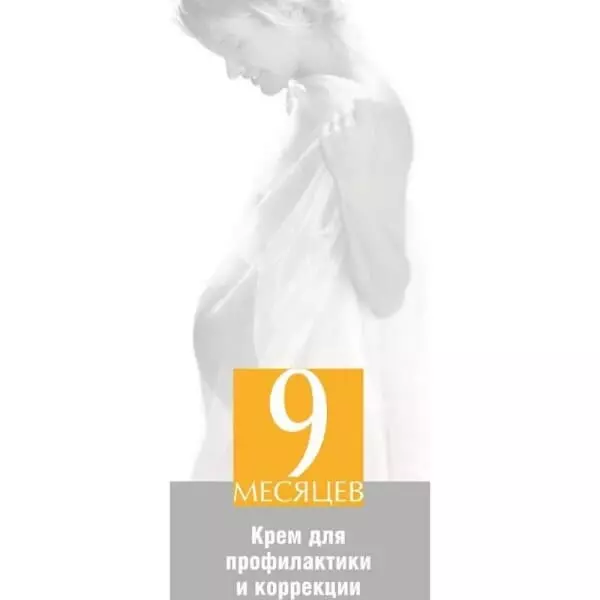 9
МЕСЯЦЕВ
Крем для
профилактики
и коррекции